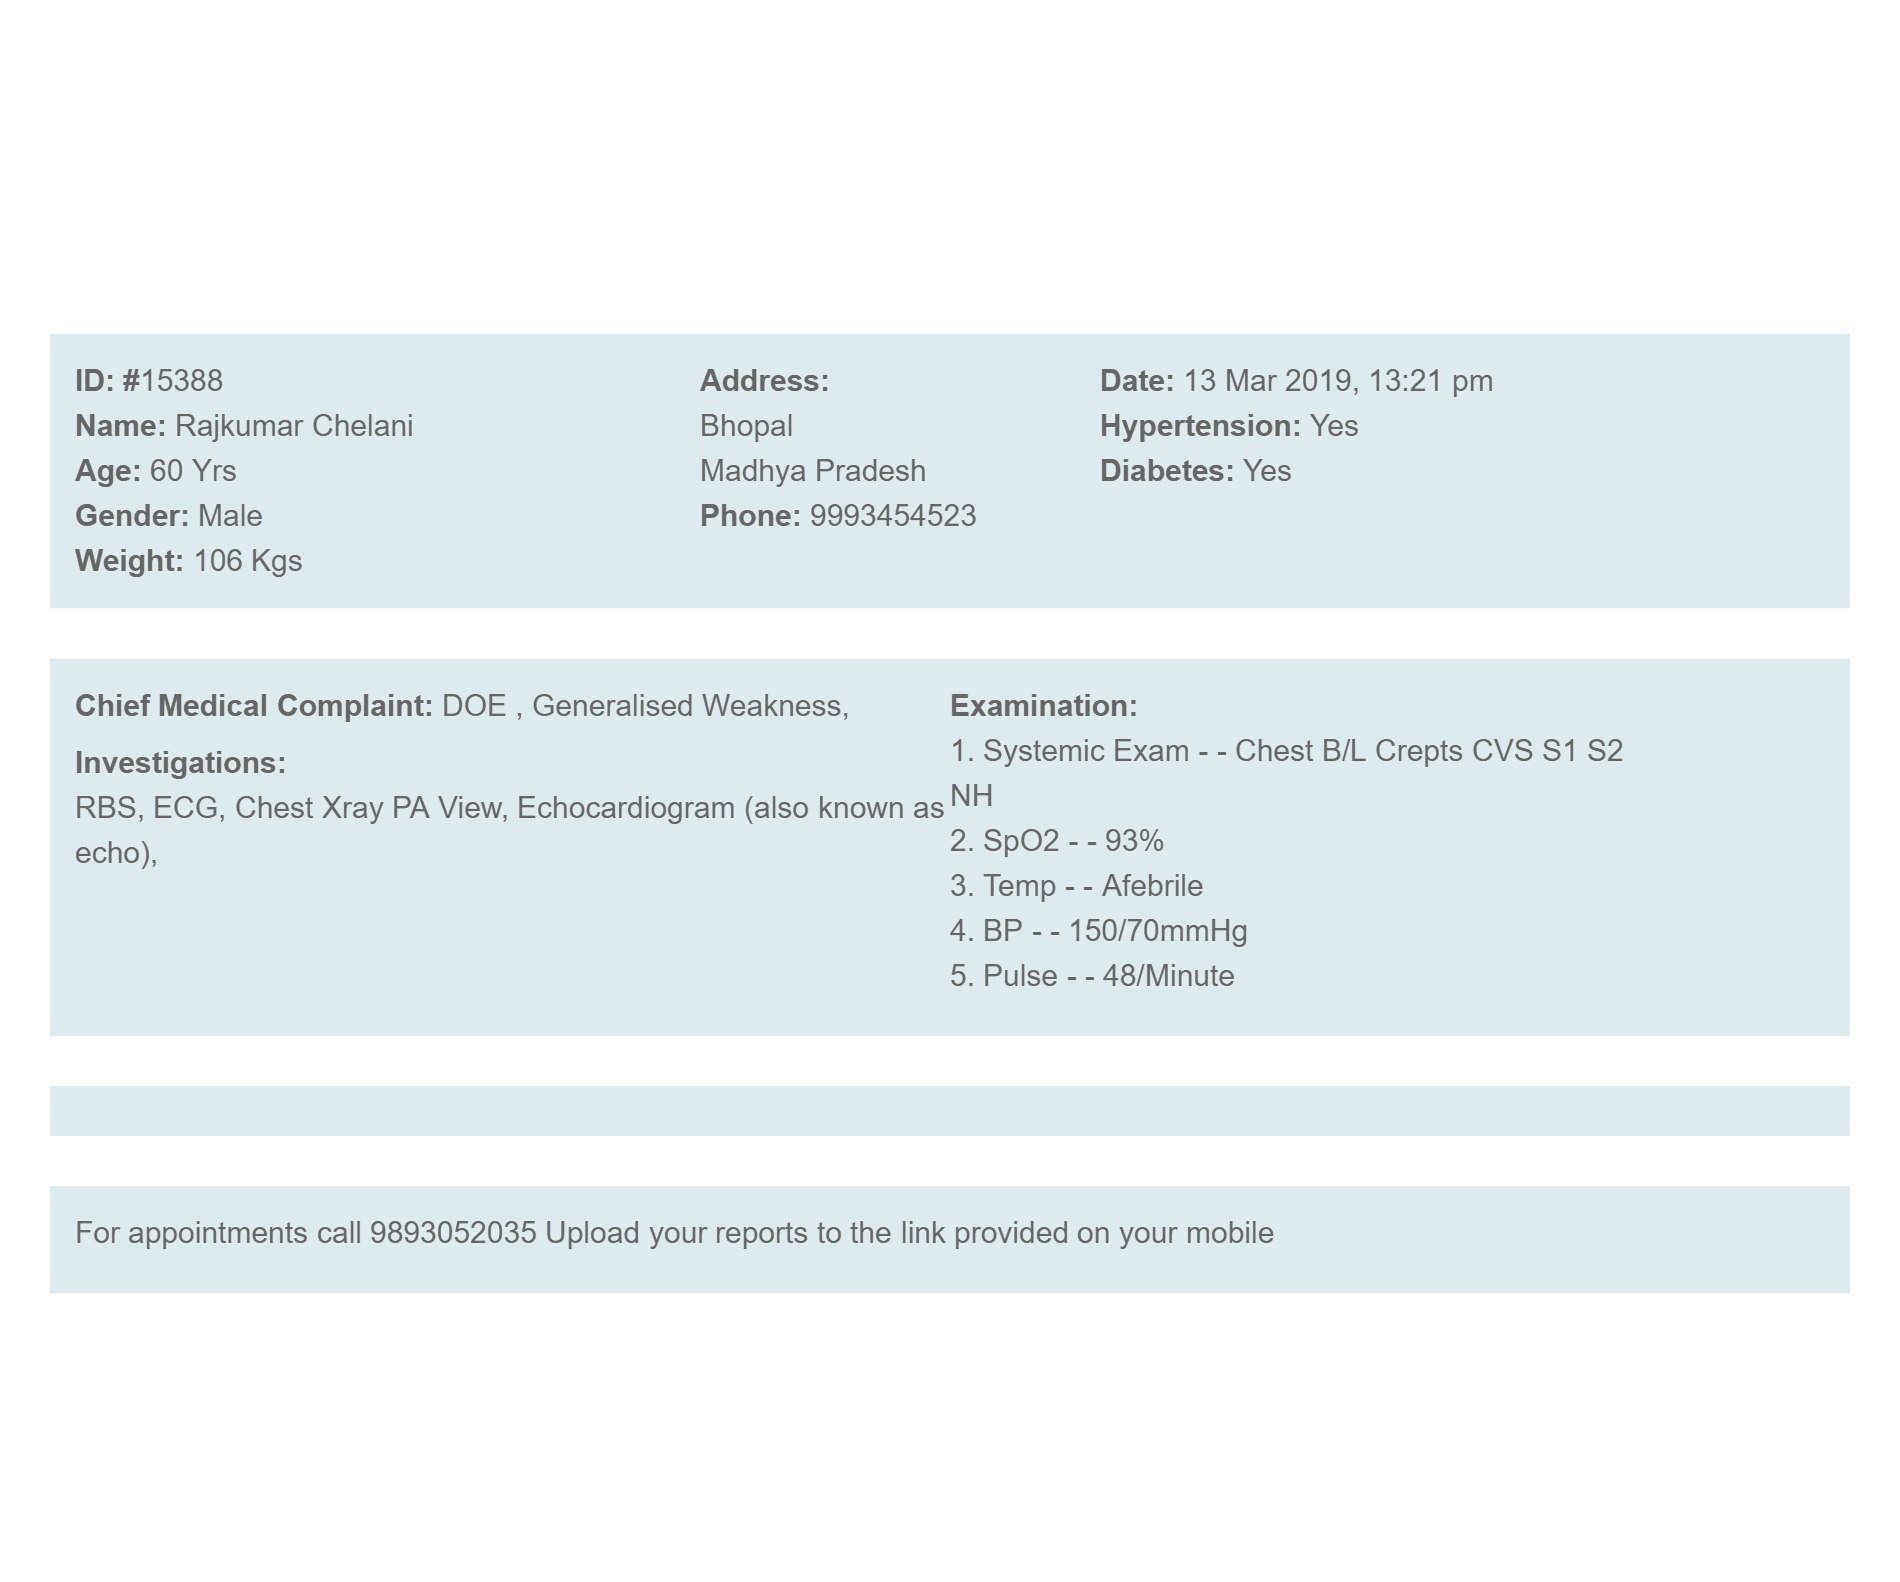 ID: #15388
Name: Rajkumar Chelani
Age: 60 Yrs
Gender: Male
Weight: 106 Kgs
Address:
Bhopal
Madhya Pradesh
Phone: 9993454523
Date: 13 Mar 2019, 13:21 pm
Hypertension: Yes
Diabetes: Yes
Chief Medical Complaint: DOE , Generalised Weakness,
Investigations:
RBS, ECG, Chest Xray PA View, Echocardiogram (also known as
echo),
Examination:
1. Systemic Exam - - Chest B/L Crepts CVS S1 S2
NH
2. SpO2 - - 93%
3. Temp - - Afebrile
4. BP - - 150/70mmHg
5. Pulse - - 48/Minute
For appointments call 9893052035 Upload your reports to the link provided on your mobile